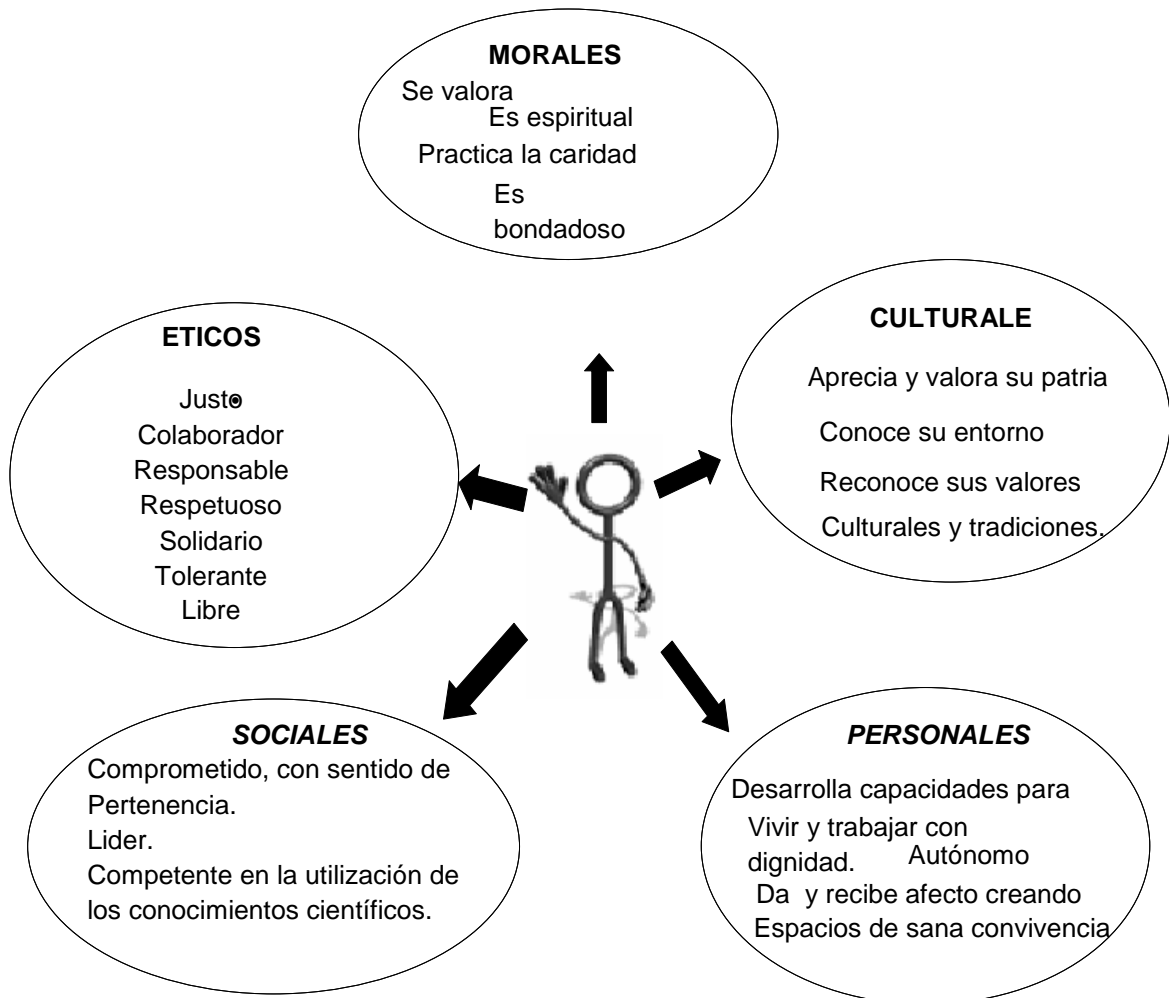 MORALES
Se valora
Es espiritual
Practica la caridad
Es
bondadoso
ETICOS
Justo
Colaborador
Responsable
Respetuoso
Solidario
Tolerante
Libre
CULTURALE
Aprecia y valora su patria
Conoce su entorno
Reconoce sus valores
Culturales y tradiciones.
SOCIALES
Comprometido, con sentido de
Pertenencia.
Lider.
Competente en la utilización de
los conocimientos científicos.
PERSONALES
Desarrolla capacidades para
Vivir y trabajar con
dignidad. Autónomo
Da y recibe afecto creando
Espacios de sana convivencia